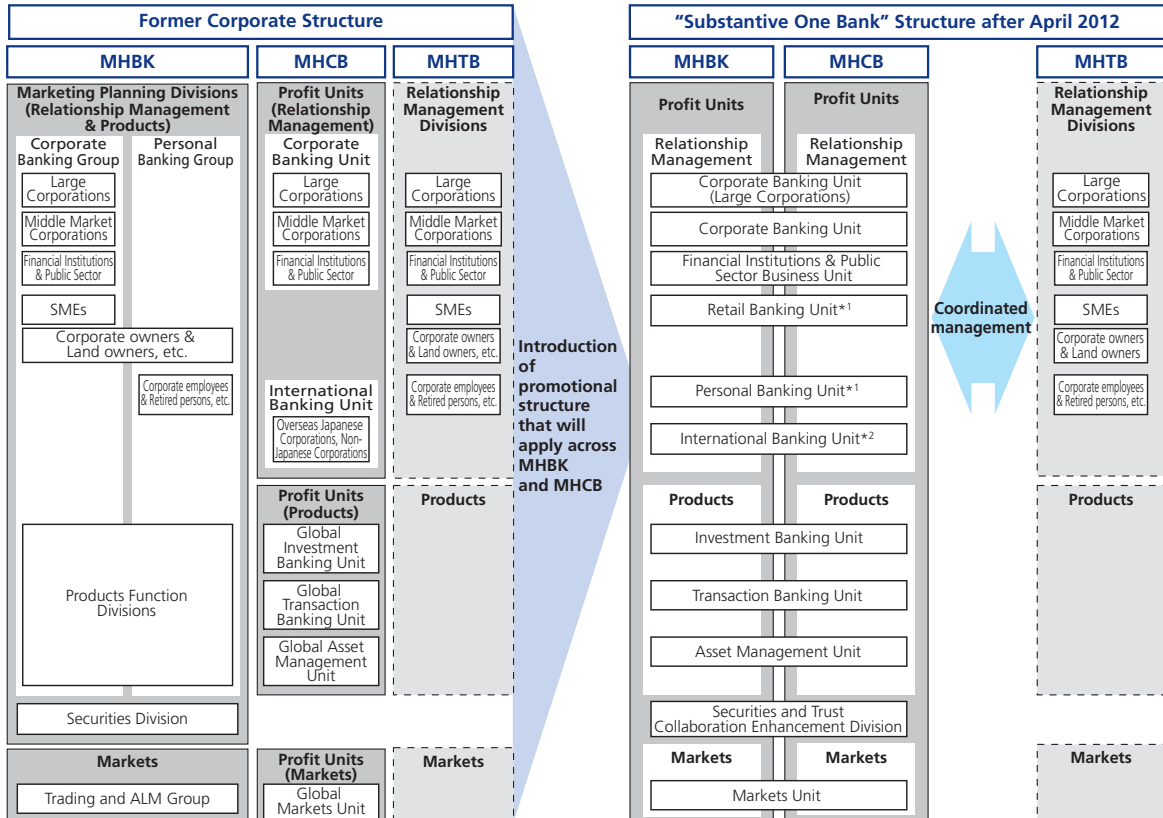 Former Corporate Structure
MHBK
MHCB
MHTB
Marketing Planning Divisions
(Relationship Management
& Products)
Corporate
Banking Group
Personal
Banking Group
Large
Corporations
Middle Market
Corporations
Financial Institutions
& Public Sector
SMEs
Corporate owners &
Land owners, etc.
Corporate employees
& Retired persons, etc.
Products Function
Divisions
Securities Division
Markets
Trading and ALM Group
Profit Units
(Relationship
Management)
Corporate
Banking Unit
Large
Corporations
Middle Market
Corporations
Financial Institutions
& Public Sector
International
Banking Unit
Overseas Japanese
Corporations, Non-
Japanese Corporations
Profit Units
(Products)
Global
Investment
Banking Unit
Global
Transaction
Banking Unit
Global Asset
Management
Unit
Profit Units
(Markets)
Global
Markets Unit
Relationship
Management
Divisions
Large
Corporations
Middle Market
Corporations
Financial Institutions
& Public Sector
SMEs
Corporate owners
& Land owners, etc.
Corporate employees
& Retired persons, etc.
Products
Markets
Introduction
of
promotional
structure
that will
apply across
MHBK
and MHCB
“Substantive One Bank” Structure after April 2012
MHBK
MHCB
MHTB
Profit Units
Profit Units
Relationship
Management
Relationship
Management
Corporate Banking Unit
(Large Corporations)
Corporate Banking Unit
Financial Institutions & Public
Sector Business Unit
Retail Banking Unit*1
Personal Banking Unit*1
International Banking Unit*2
Products
Products
Investment Banking Unit
Transaction Banking Unit
Asset Management Unit
Securities and Trust
Collaboration Enhancement Division
Markets
Markets
Markets Unit
Coordinated
management
Relationship
Management
Divisions
Large
Corporations
Middle Market
Corporations
Financial Institutions
& Public Sector
SMEs
Corporate owners
& Land owners
Corporate employees
& Retired persons, etc.
Products
Markets